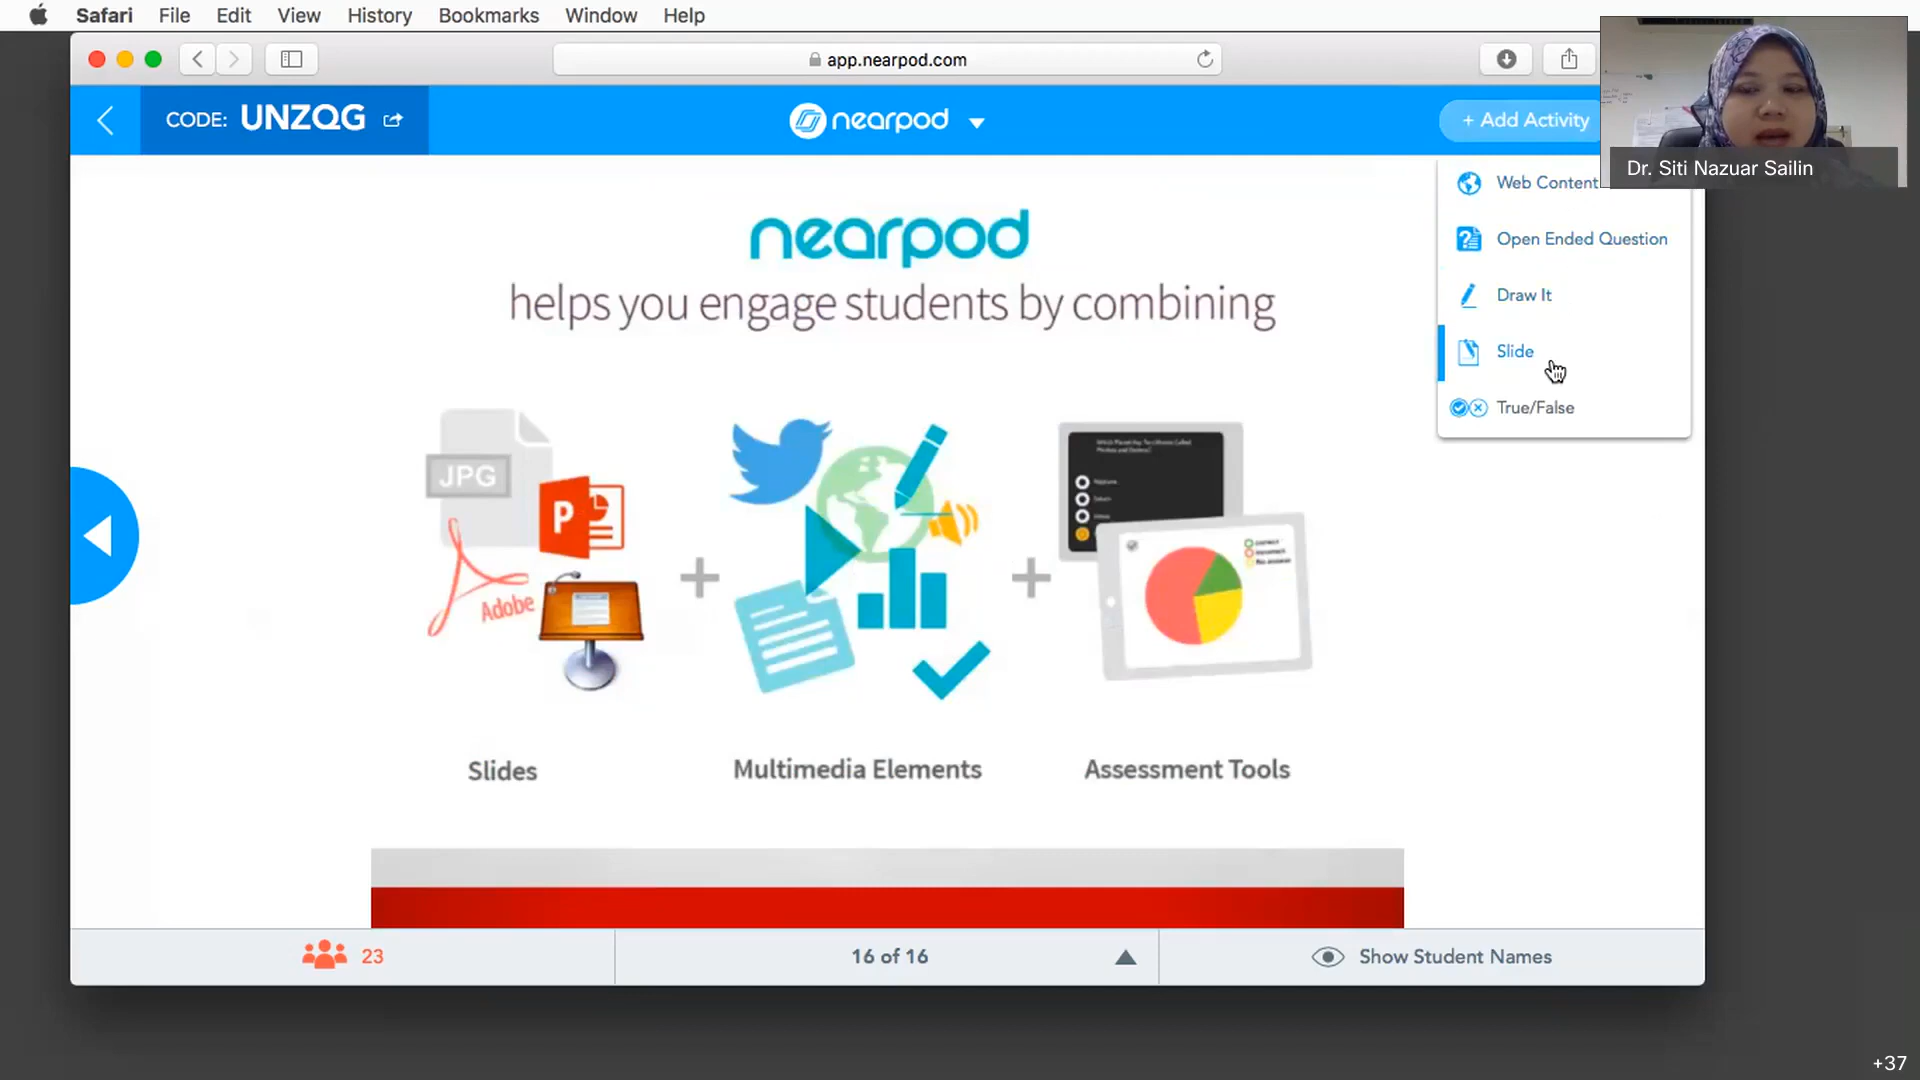 Safari File Edit View History Bookmarks Window Help
app.nearpod.com
CODE: UNZQG
nearpod
+ Add Activity
Dr. Siti Nazuar Sailin
Web Content
Open Ended Question
Draw It
Slide
True/False
nearpod
helps you engage students by combining
JPG
P
Adobe
+
+
Slides
Multimedia Elements
Assessment Tools
23
16 of 16
Show Student Names
+37